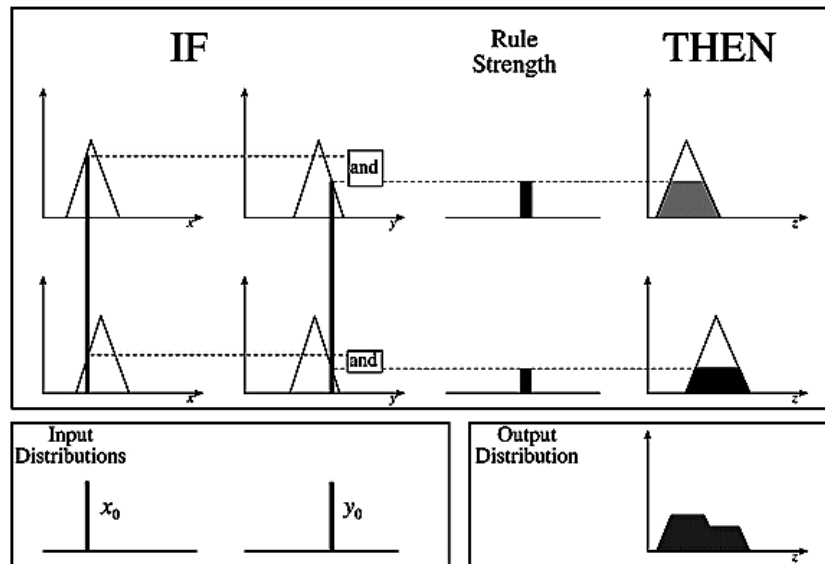 IF
Rule
Strength
THEN
and
x
y
z
and
x
y
z
Input
Distributions
x₀
y₀
Output
Distribution
z